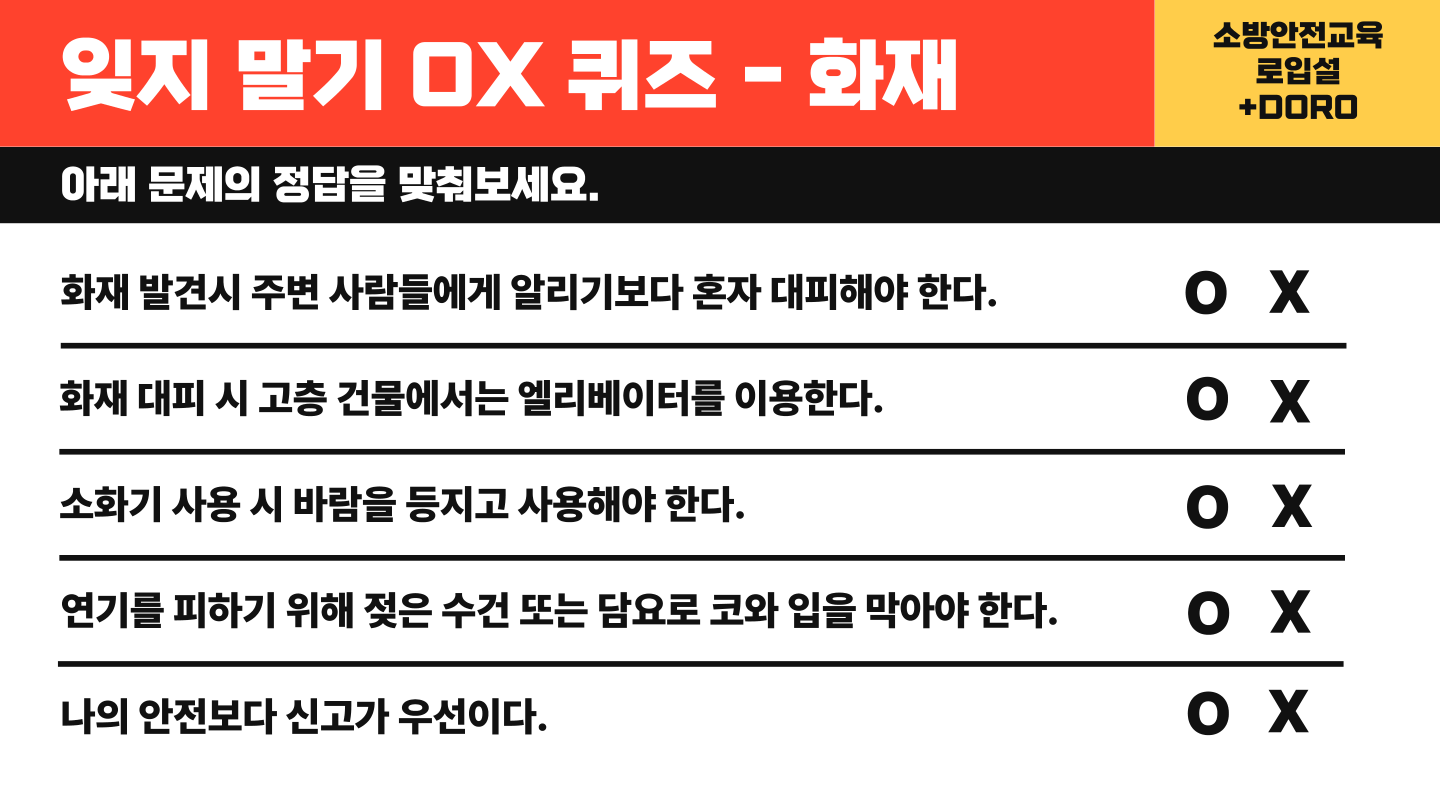 잊지 말기 OX 퀴즈 - 화재
소방안전교육
로입설
+DORO
아래 문제의 정답을 맞춰보세요.
화재 발견시 주변 사람들에게 알리기보다 혼자 대피해야 한다. O X
화재 대피 시 고층 건물에서는 엘리베이터를 이용한다. O X
소화기 사용 시 바람을 등지고 사용해야 한다. O X
연기를 피하기 위해 젖은 수건 또는 담요로 코와 입을 막아야 한다. O X
나의 안전보다 신고가 우선이다. O X